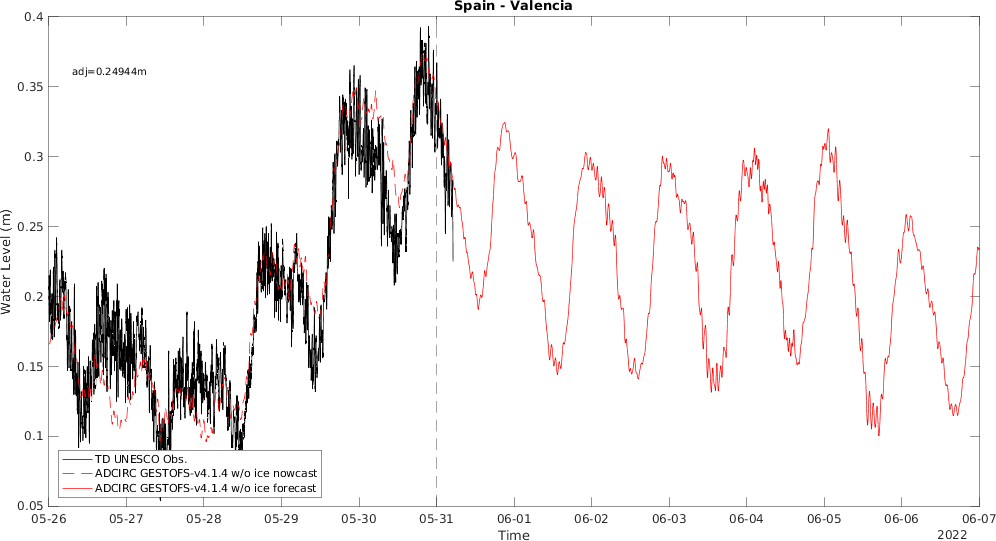 Spain - Valencia
0.4
0.35
0.3
0.25
0.2
0.15
0.1
0.05
Water Level (m)
adj=0.24944m
TD UNESCO Obs.
ADCIRC GESTOFS-v4.1.4 w/o ice nowcast
ADCIRC GESTOFS-v4.1.4 w/o ice forecast
05-26 05-27 05-28 05-29 05-30 05-31 06-01 06-02 06-03 06-04 06-05 06-06 06-07
Time
2022